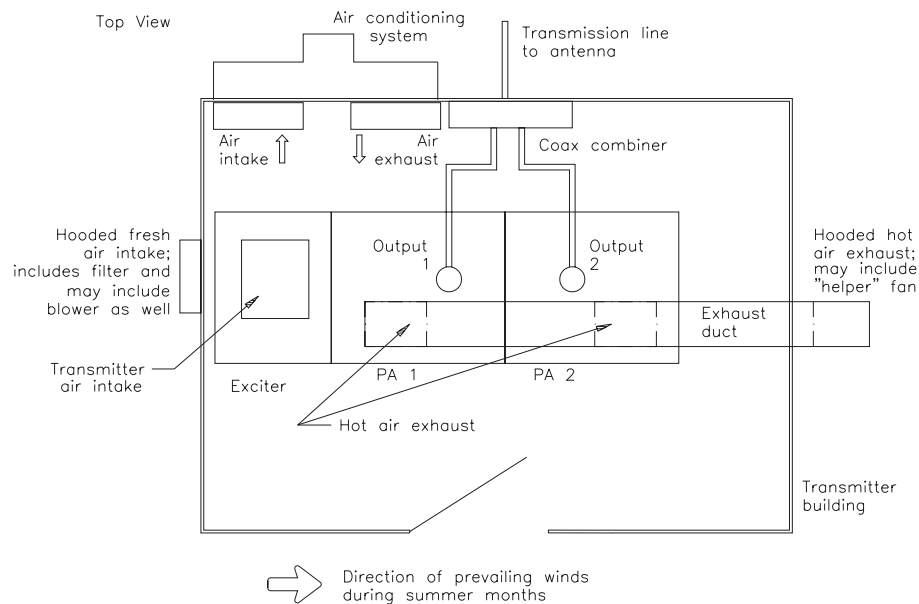 Top View
Air conditioning
system
Transmission line
to antenna
Air
intake
Air
exhaust
Coax combiner
Hooded fresh
air intake;
includes filter and
may include
blower as well
Output
1
Output
2
Hooded hot
air exhaust;
may include
"helper" fan
Exhaust
duct
Transmitter
air intake
Exciter
PA 1
PA 2
Hot air exhaust
Transmitter
building
Direction of prevailing winds
during summer months